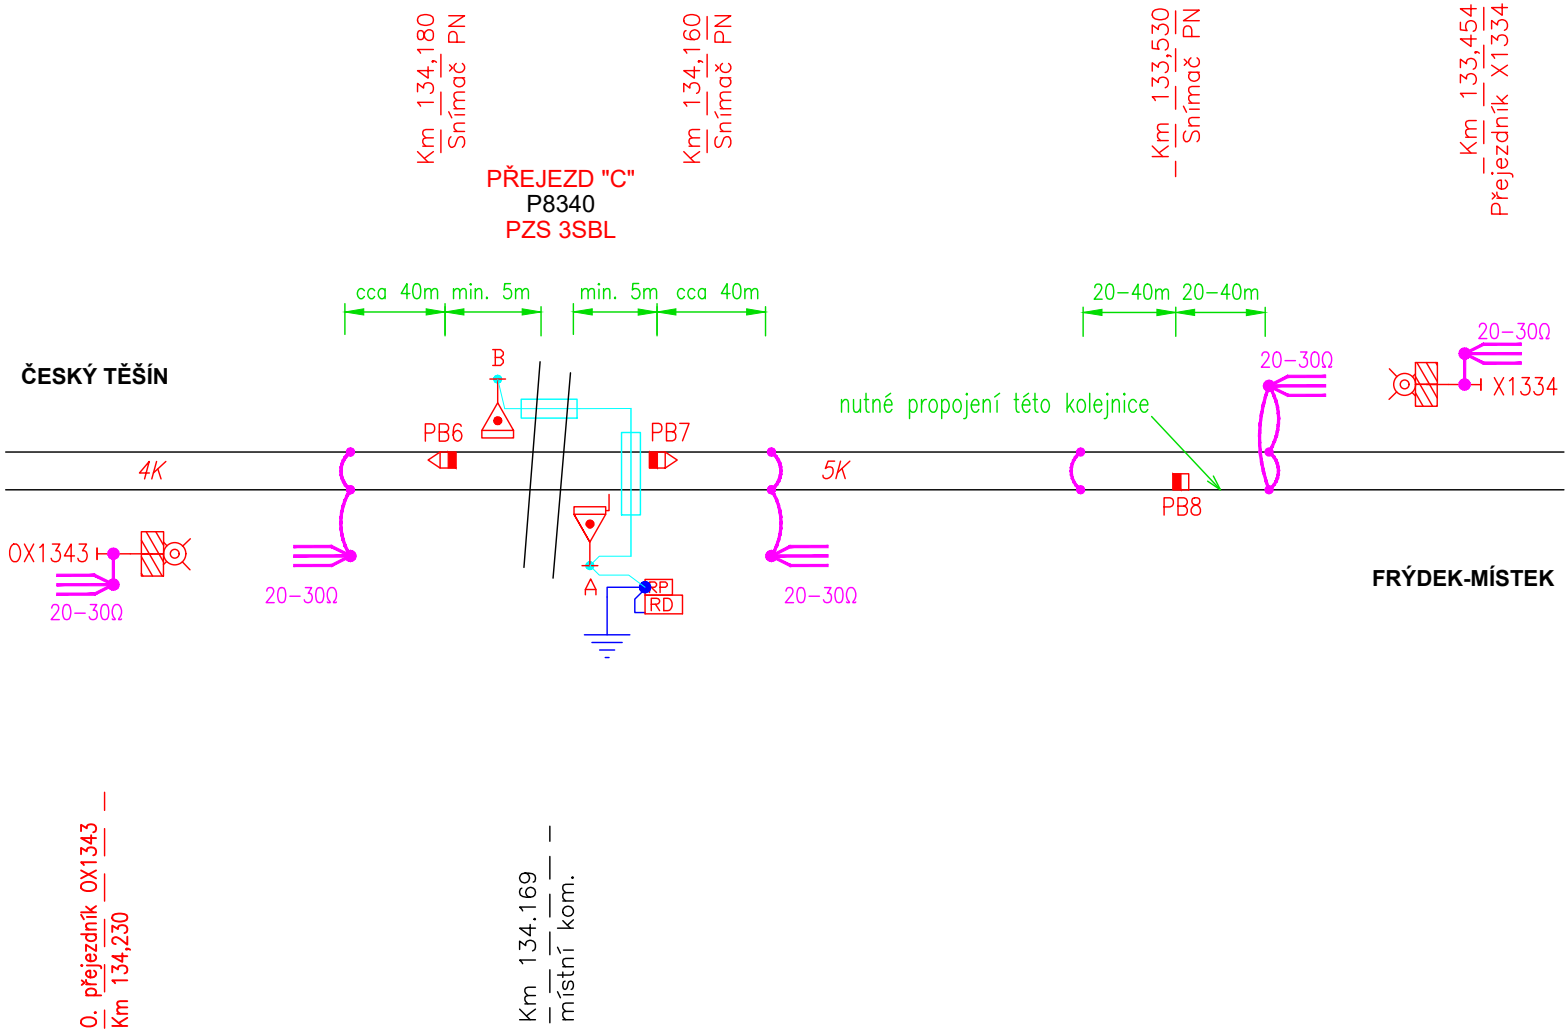 Km 134,180
Snímač PN
Km 134,160
Snímač PN
Km 133,530
Snímač PN
Km 133,454
Přejezdník X1334
PŘEJEZD "C"
P8340
PZS 3SBL
cca 40m
min. 5m
min. 5m
cca 40m
20-40m
20-40m
ČESKÝ TĚŠÍN
B
20-30Ω
20-30Ω
X1334
nutné propojení této kolejnice
PB6
PB7
4K
5K
PB8
OX1343
20-30Ω
20-30Ω
A
RP
RD
20-30Ω
FRÝDEK-MÍSTEK
O. přejezdník OX1343
Km 134,230
Km 134.169
místní kom.